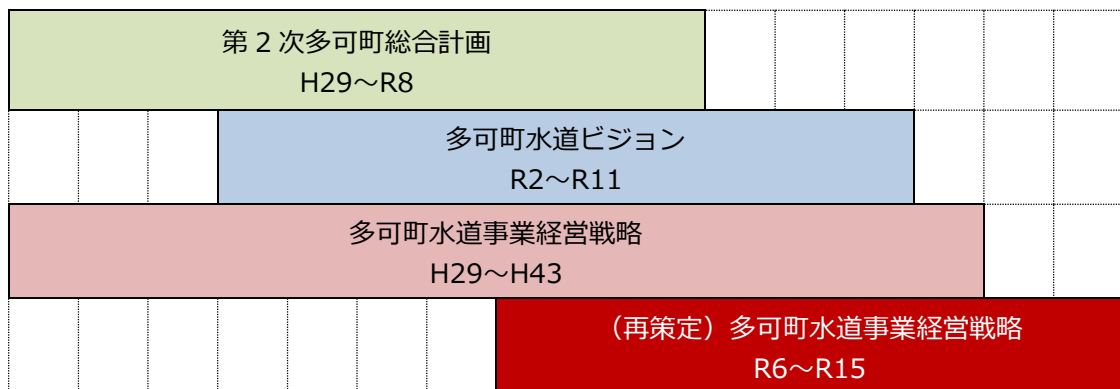 第 2 次多可町総合計画
H29～R8
多可町水道ビジョン
R2～R11
多可町水道事業経営戦略
H29～H43
（再策定）多可町水道事業経営戦略
R6～R15